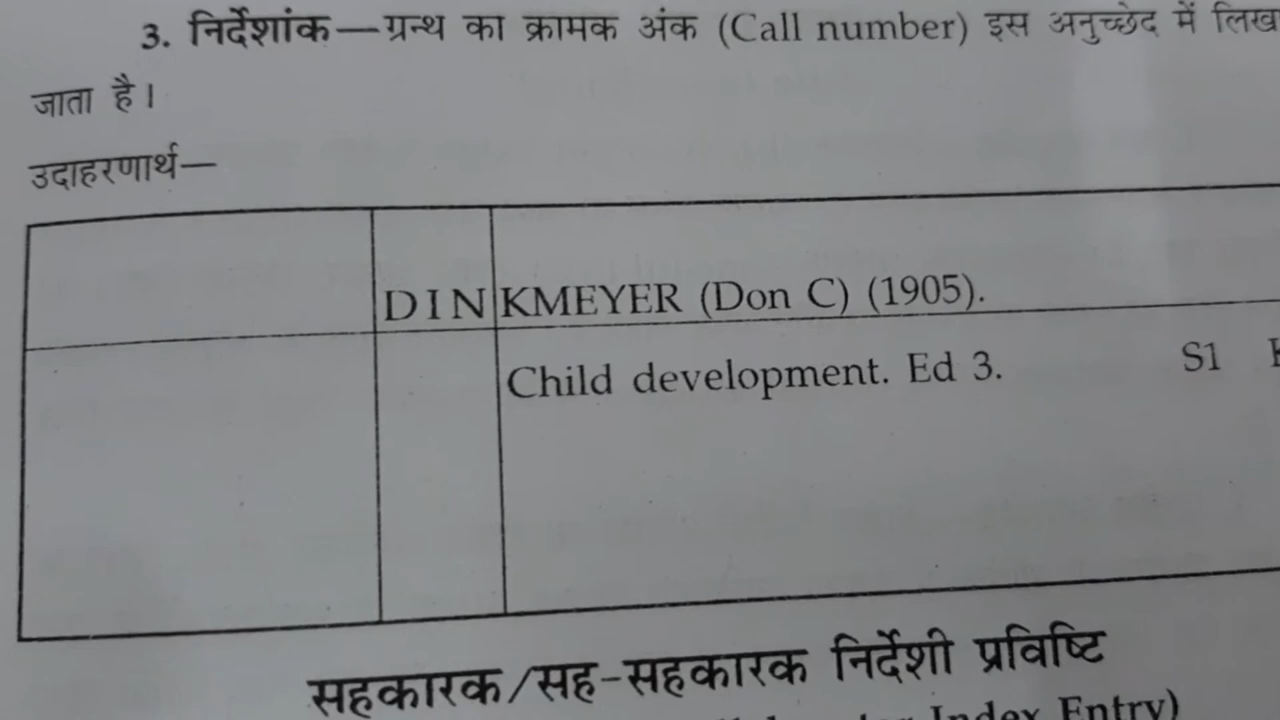 3. निर्देशांक—ग्रन्थ का क्रामक अंक (Call number) इस अनुच्छेद में लिख
जाता है।
उदाहरणार्थ—
DINKMEYER (Don C) (1905).
Child development. Ed 3. S1
सहकारक/सह-सहकारक निर्देशी प्रविष्टि
Index Entry)